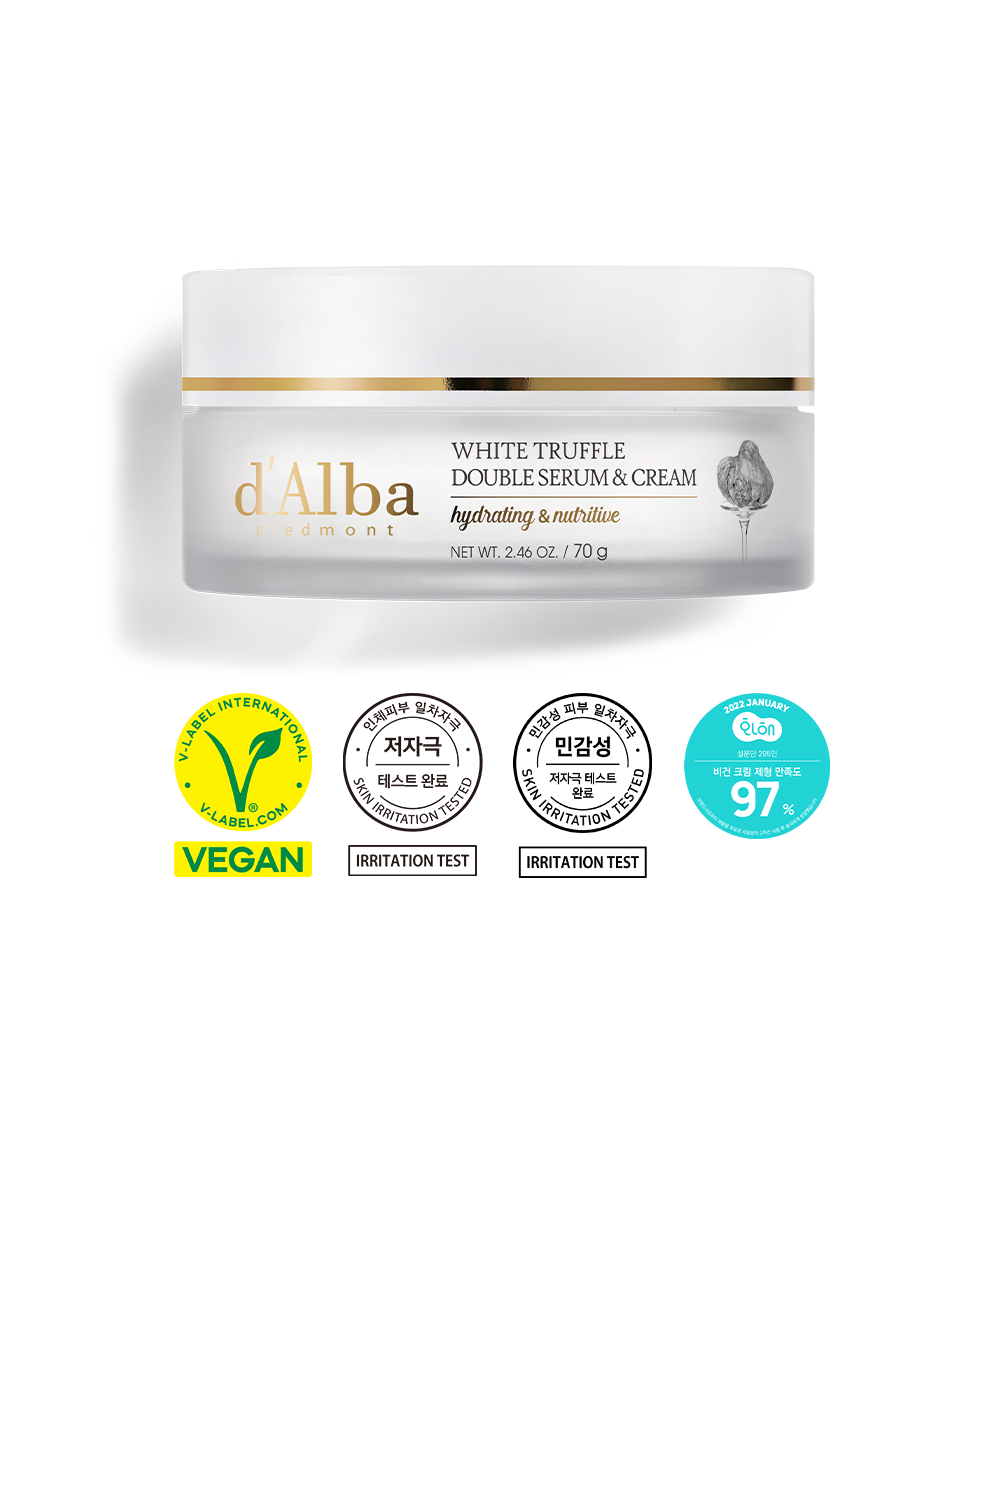 d'Alba
piedmont
WHITE TRUFFLE
DOUBLE SERUM & CREAM
hydrating & nutritive
NET WT. 2.46 OZ. / 70 g
V-LABEL INTERNATIONAL
®
V-LABEL.COM
VEGAN
인체피부 일차자극
저자극
테스트 완료
SKIN IRRITATION TESTED
IRRITATION TEST
민감성 피부 일차자극
민감성
저자극 테스트
완료
SKIN IRRITATION TESTED
IRRITATION TEST
2022 JANUARY
설문단 295인
비건 크림 제형 만족도
97 %